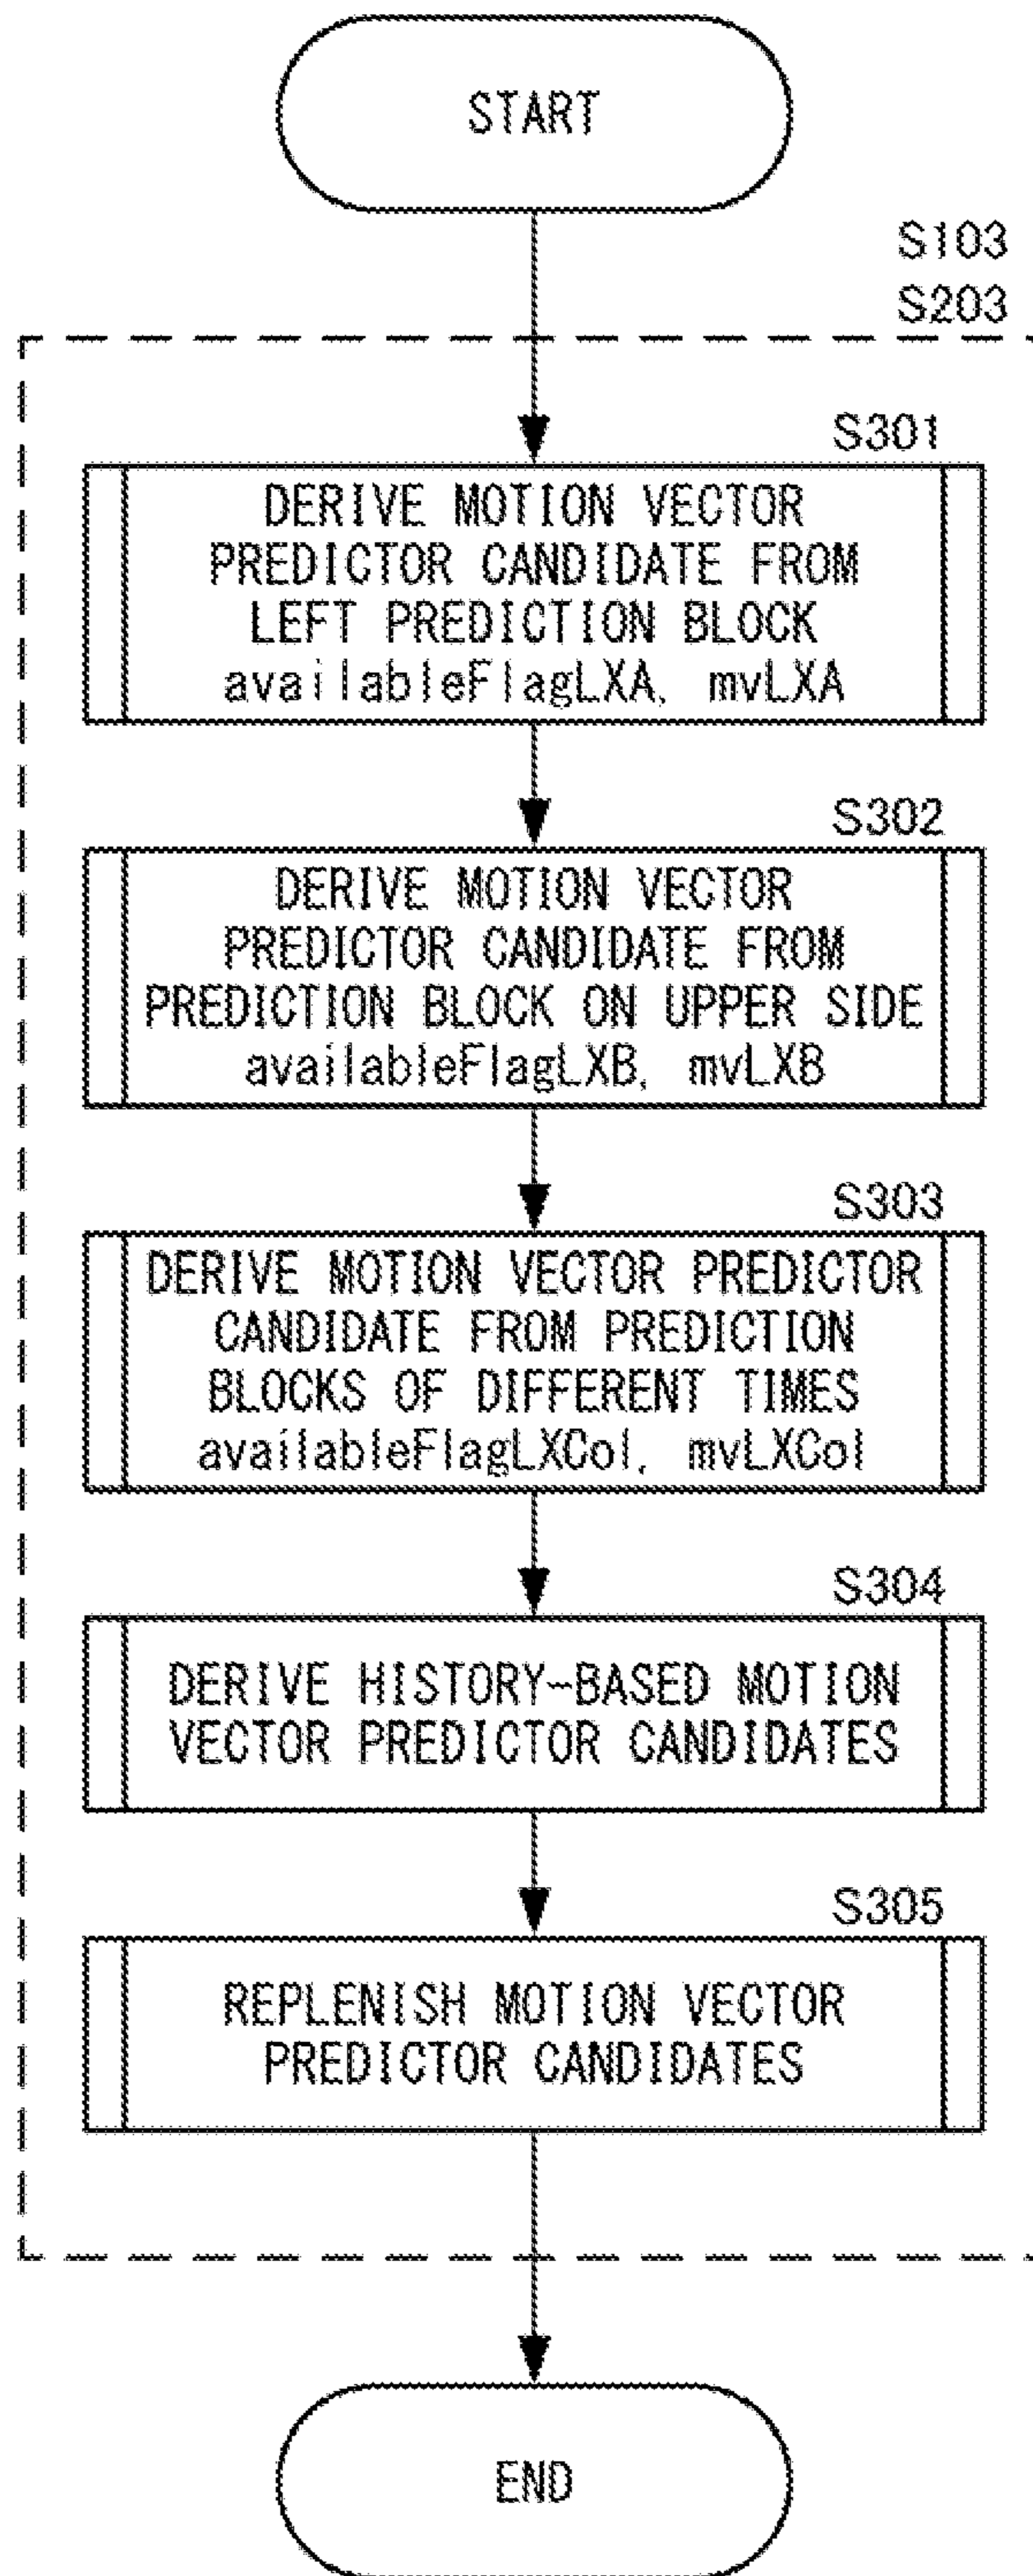 START
S103
S203
S301
DERIVE MOTION VECTOR
PREDICTOR CANDIDATE FROM
LEFT PREDICTION BLOCK
availableFlagLXA, mvLXA
S302
DERIVE MOTION VECTOR
PREDICTOR CANDIDATE FROM
PREDICTION BLOCK ON UPPER SIDE
availableFlagLXB, mvLXB
S303
DERIVE MOTION VECTOR PREDICTOR
CANDIDATE FROM PREDICTION
BLOCKS OF DIFFERENT TIMES
availableFlagLXCol, mvLXCol
S304
DERIVE HISTORY-BASED MOTION
VECTOR PREDICTOR CANDIDATES
S305
REPLENISH MOTION VECTOR
PREDICTOR CANDIDATES
END